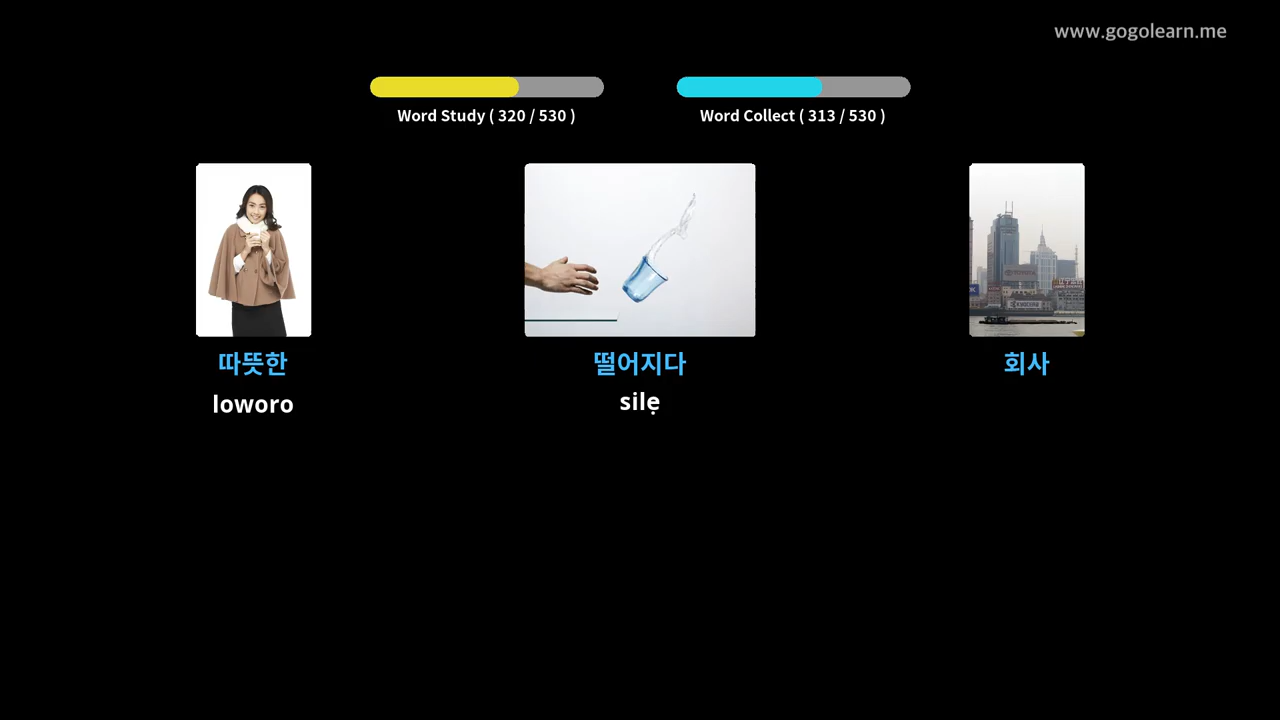 www.gogolearn.me
Word Study ( 320 / 530 )
Word Collect ( 313 / 530 )
TOYOTA
따뜻한
떨어지다
회사
loworo
silẹ